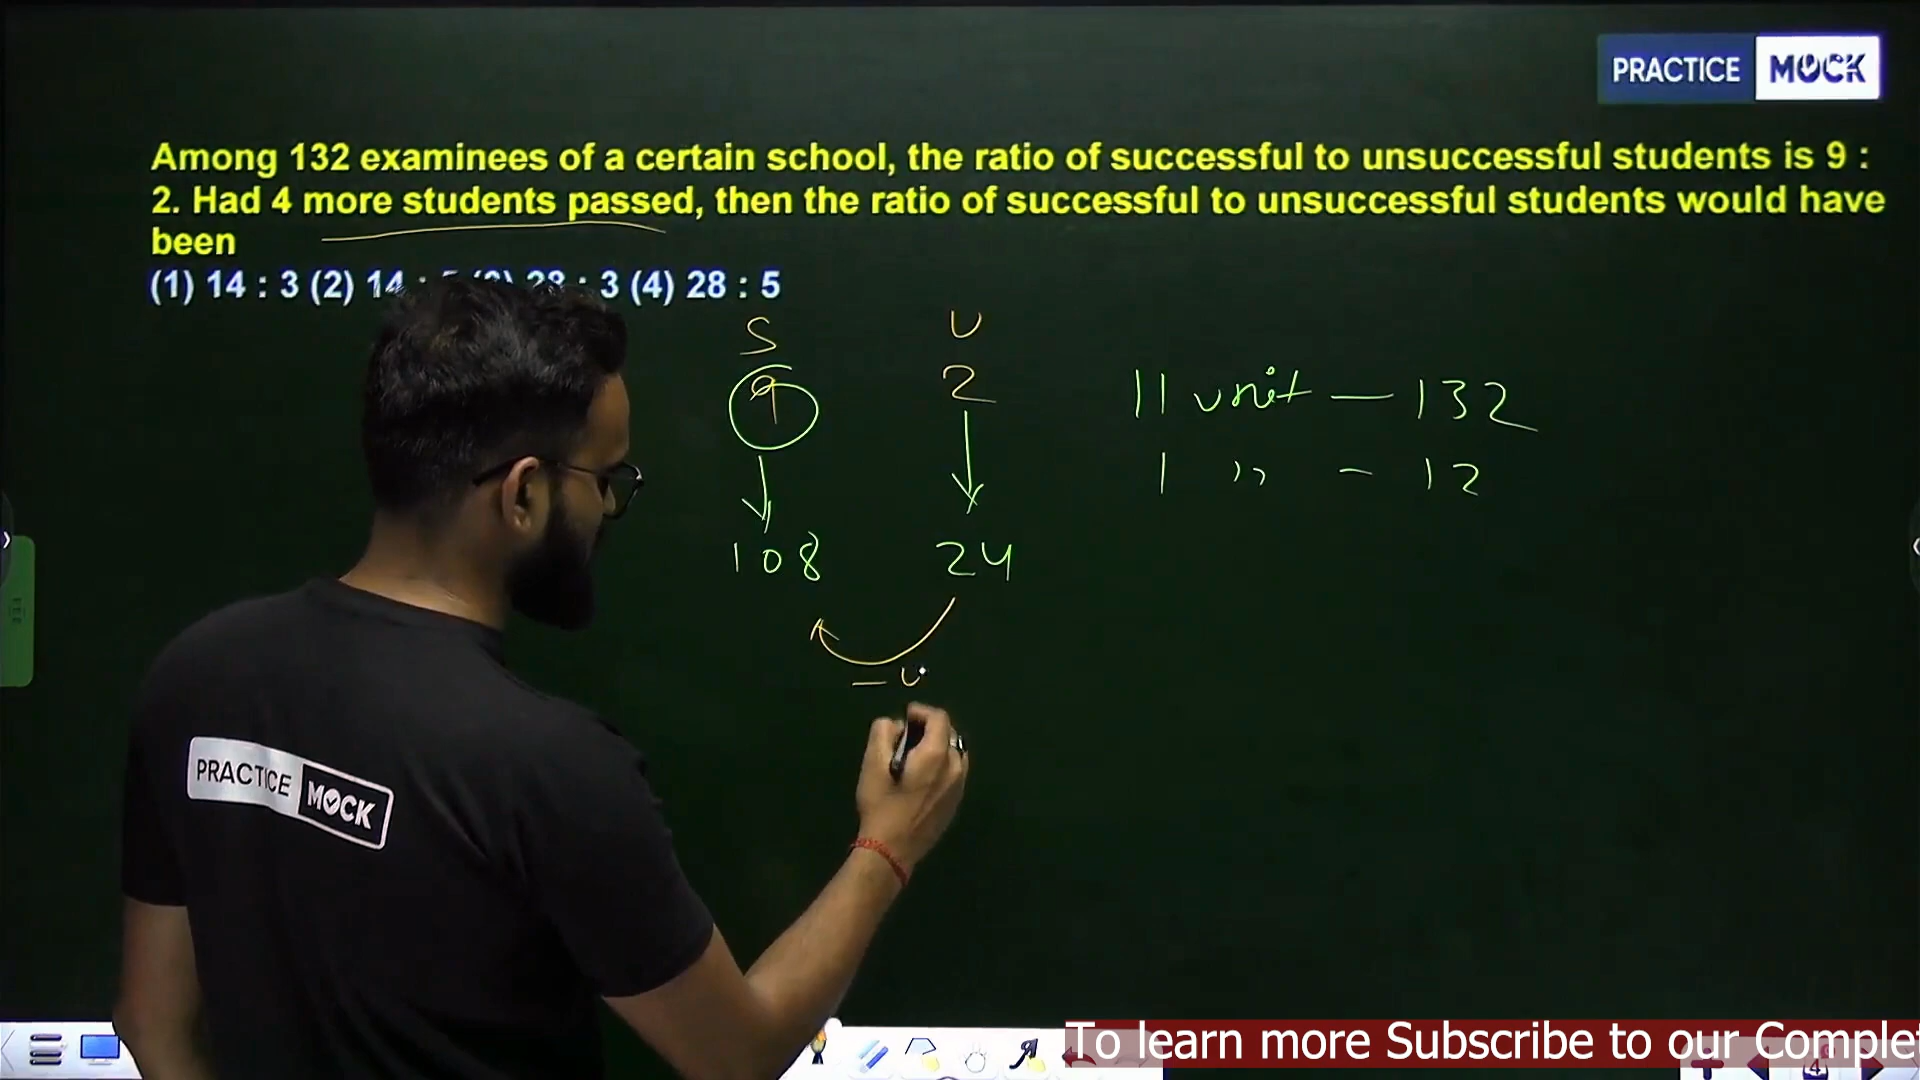 PRACTICE MOCK
Among 132 examinees of a certain school, the ratio of successful to unsuccessful students is 9 :
2. Had 4 more students passed, then the ratio of successful to unsuccessful students would have
been
(1) 14 : 3 (2) 14 : 3 (4) 28 : 5
S U
9 2 11 unit — 132
1 ,, - 12
108 24
PRACTICE MOCK
To learn more Subscribe to our Comple